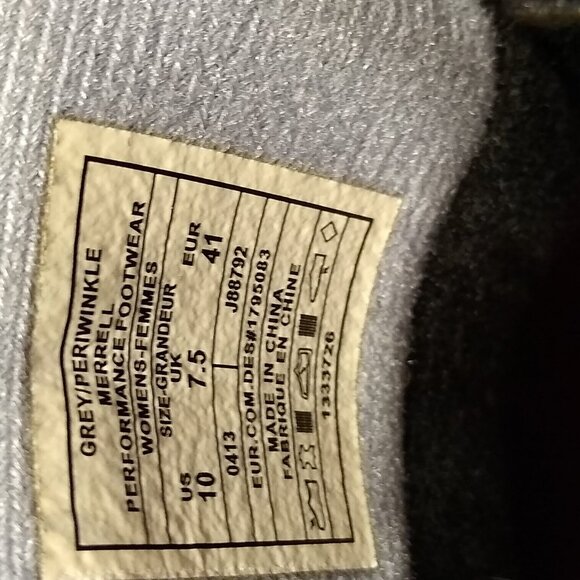 GREY/PERIWINKLE
MERRELL
PERFORMANCE FOOTWEAR
WOMENS-FEMMES
SIZE-GRANDEUR
US UK EUR
10 7.5 41
0413 J88792
EUR.COM.DES#1795083
MADE IN CHINA
FABRIQUE EN CHINE
1333726